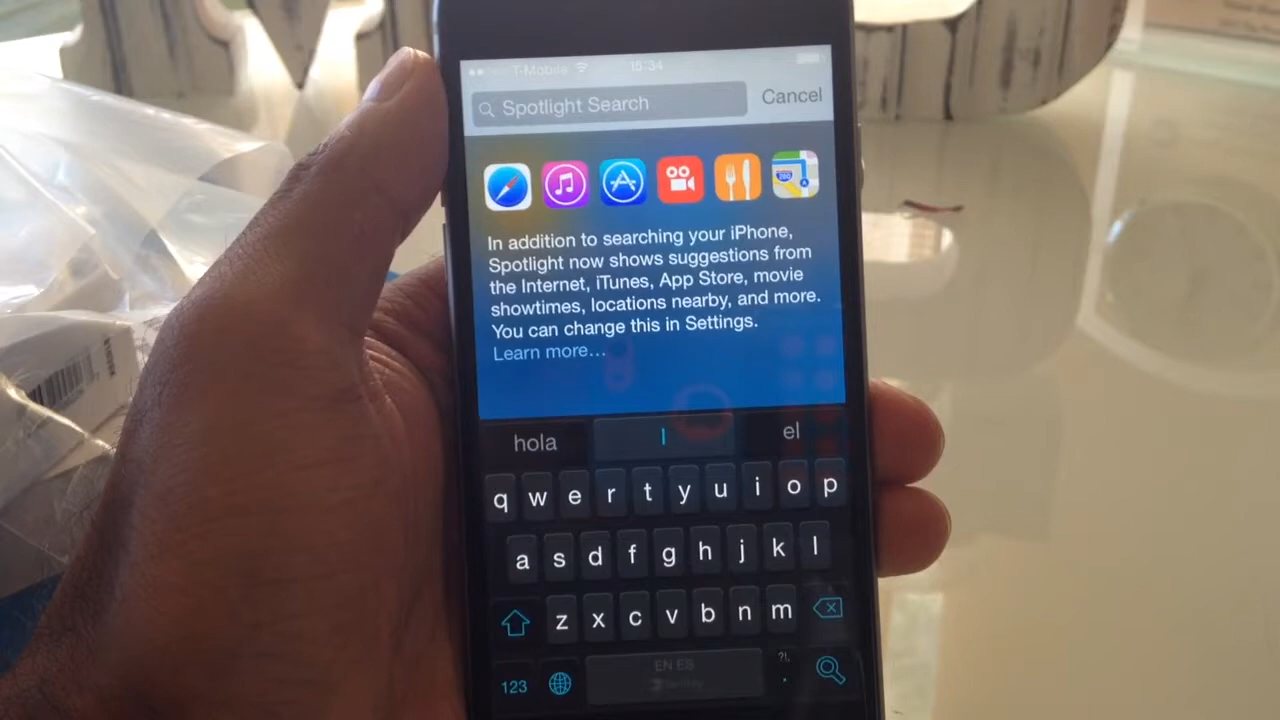 T-Mobile 15:34
Spotlight Search Cancel
280
In addition to searching your iPhone,
Spotlight now shows suggestions from
the Internet, iTunes, App Store, movie
showtimes, locations nearby, and more.
You can change this in Settings.
Learn more...
hola I el
q w e r t y u i o p
a s d f g h j k l
z x c v b n m
123 EN ES ?!, .